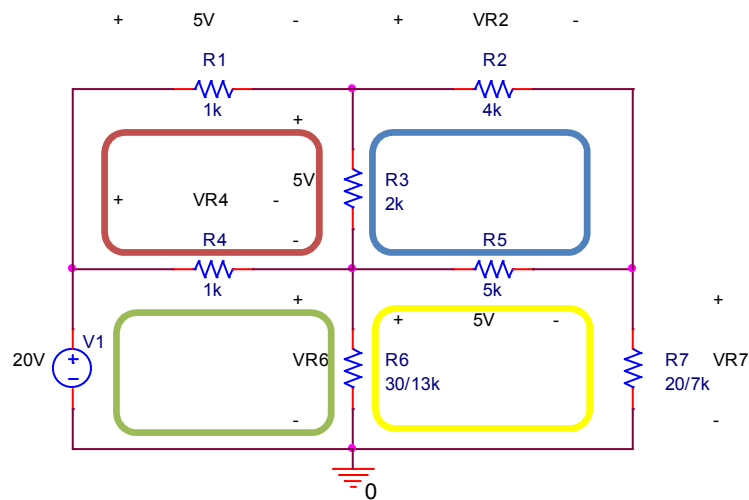 + 5V - + VR2 -
R1 R2
1k 4k
+
5V R3
2k
+ VR4 -
-
R4 R5
1k 5k
+ + 5V - +
V1
20V + -
VR6 R6 R7 VR7
30/13k 20/7k
- -
0